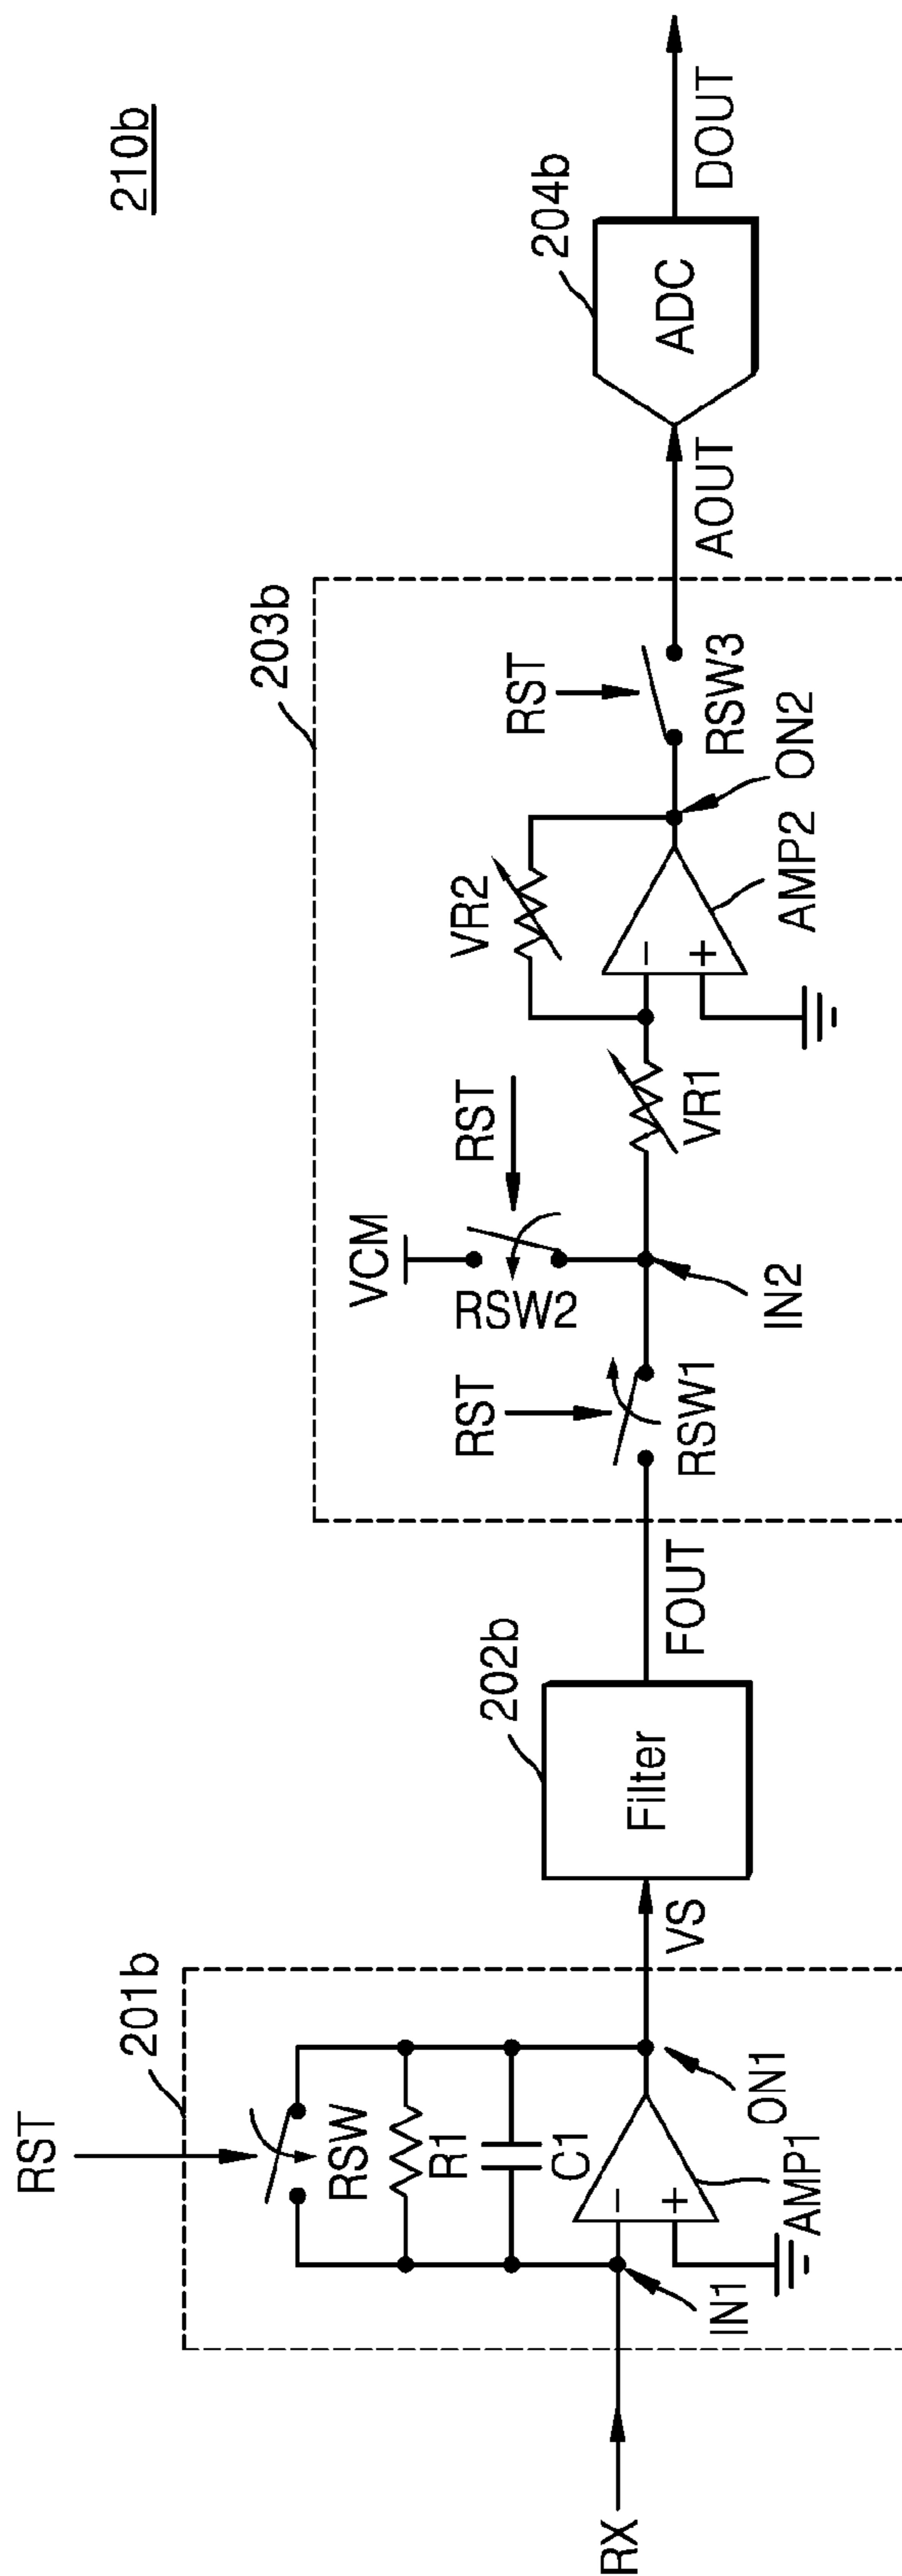 210b
RST
201b
RSW
R1
C1
IN1
AMP1
ON1
RX
VS
202b
Filter
FOUT
203b
RST
RSW1
VCM
RST
RSW2
IN2
VR1
VR2
-
+
-
+
AMP2
ON2
RST
RSW3
AOUT
204b
ADC
DOUT